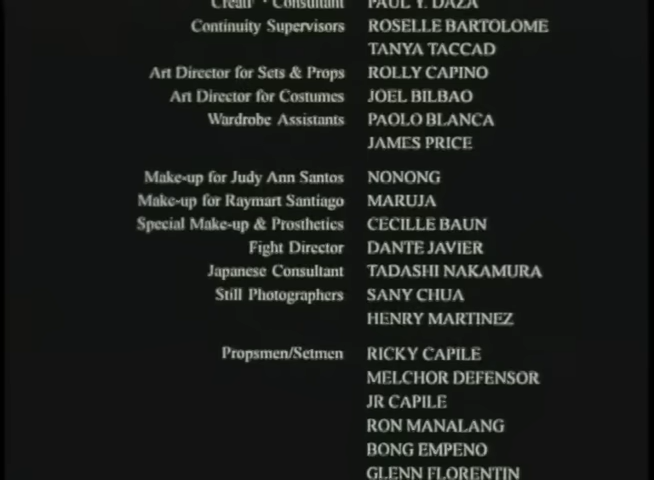 Consultant PAUL Y. DAZA
Continuity Supervisors ROSELLE BARTOLOME
TANYA TACCAD
Art Director for Sets & Props ROLLY CAPINO
Art Director for Costumes JOEL BILBAO
Wardrobe Assistants PAOLO BLANCA
JAMES PRICE
Make-up for Judy Ann Santos NONONG
Make-up for Raymart Santiago MARUJA
Special Make-up & Prosthetics CECILLE BAUN
Fight Director DANTE JAVIER
Japanese Consultant TADASHI NAKAMURA
Still Photographers SANY CHUA
HENRY MARTINEZ
Propsmen/Setmen RICKY CAPILE
MELCHOR DEFENSOR
JR CAPILE
RON MANALANG
BONG EMPENO
GLENN FLORENTIN